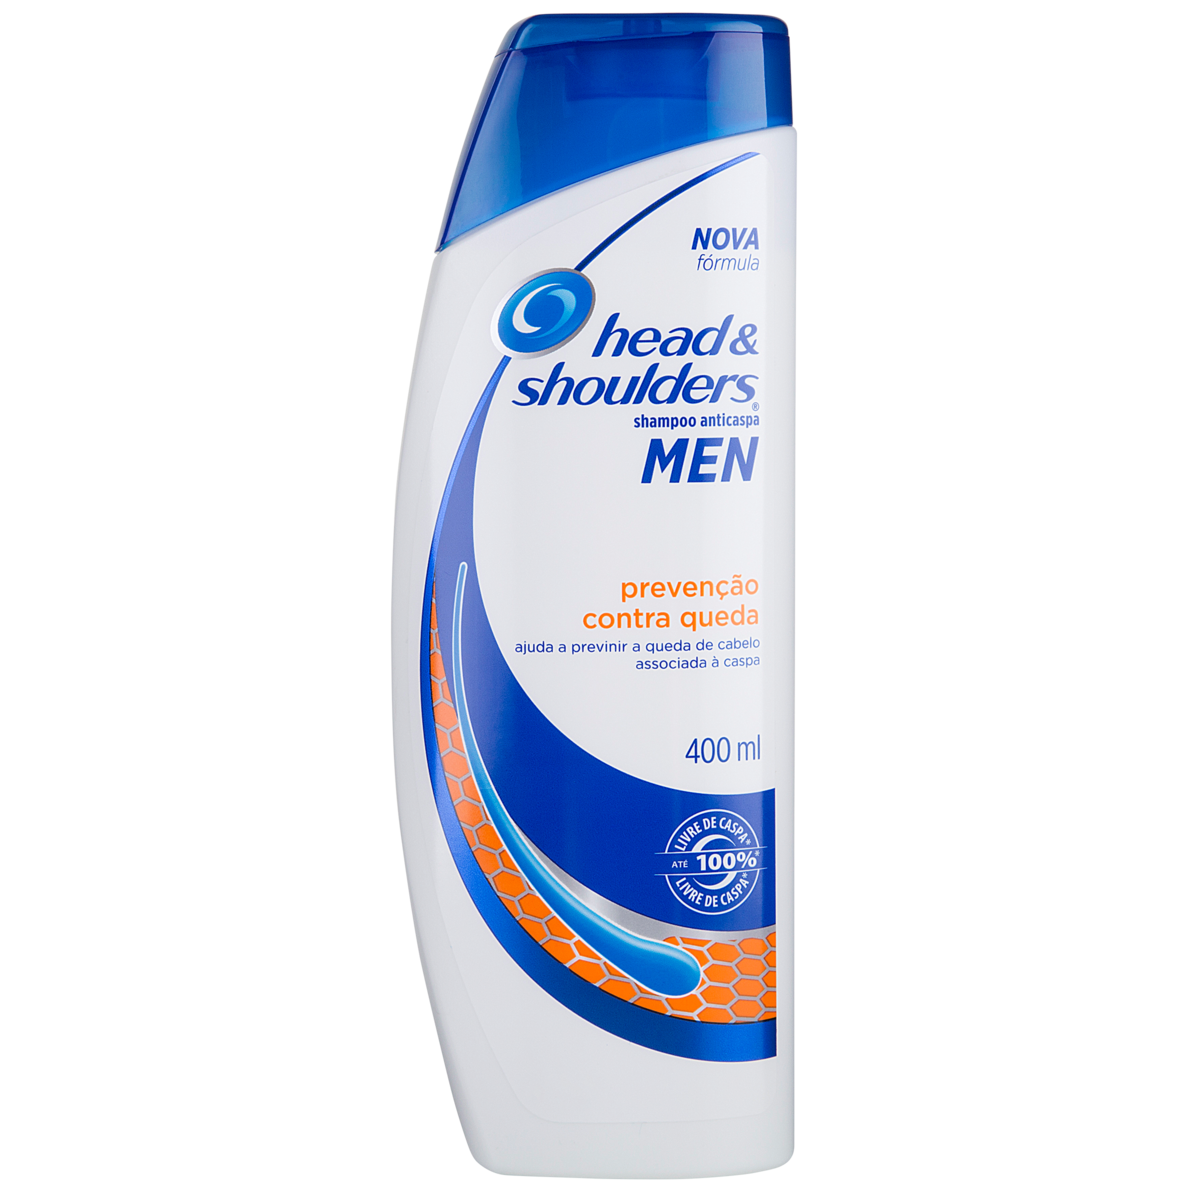 NOVA
fórmula
head &
shoulders®
shampoo anticaspa
MEN
prevenção
contra queda
ajuda a previnir a queda de cabelo
associada à caspa
400 ml
LIVRE DE CASPA*
ATÉ 100%*
LIVRE DE CASPA*